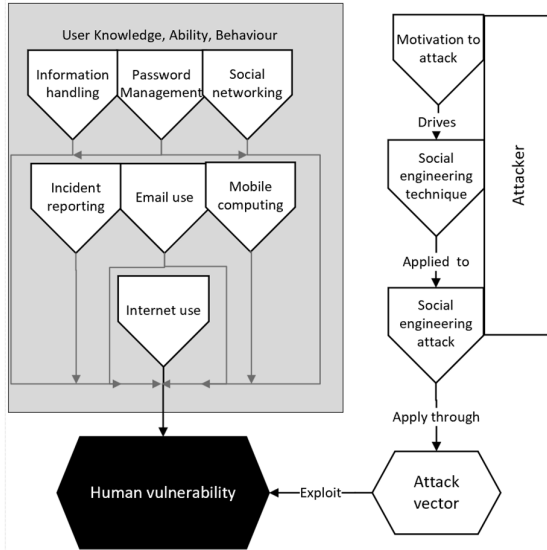 User Knowledge, Ability, Behaviour
Information
handling
Password
Management
Social
networking
Incident
reporting
Email use
Mobile
computing
Internet use
Human vulnerability
Motivation to
attack
Drives
Social
engineering
technique
Applied to
Social
engineering
attack
Attacker
Apply through
Attack
vector
Exploit